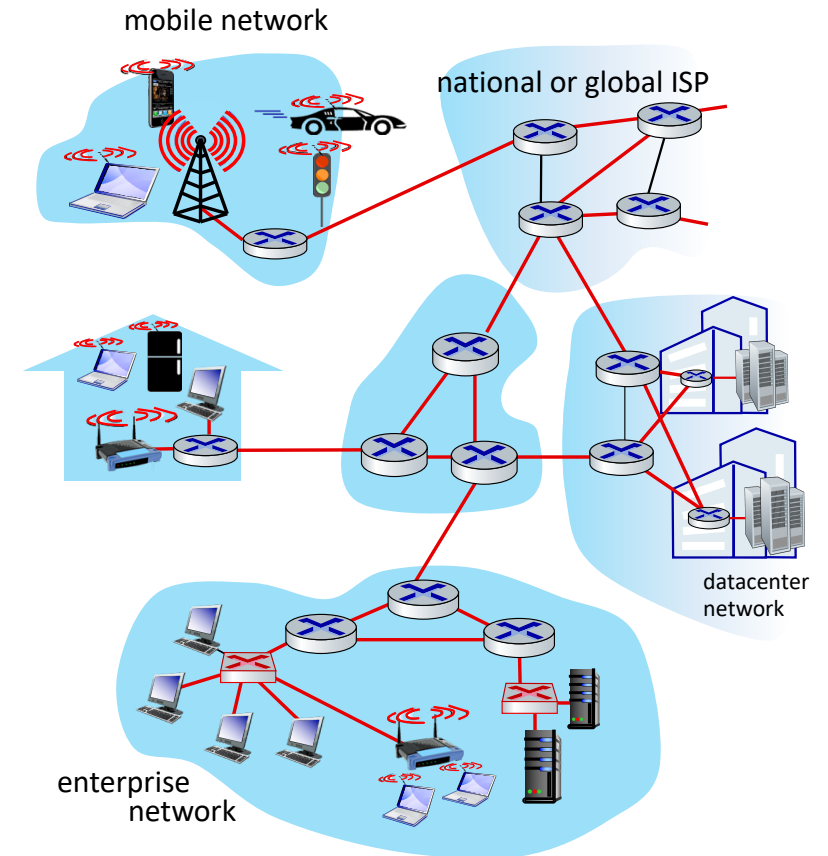 mobile network
national or global ISP
datacenter
network
enterprise
network